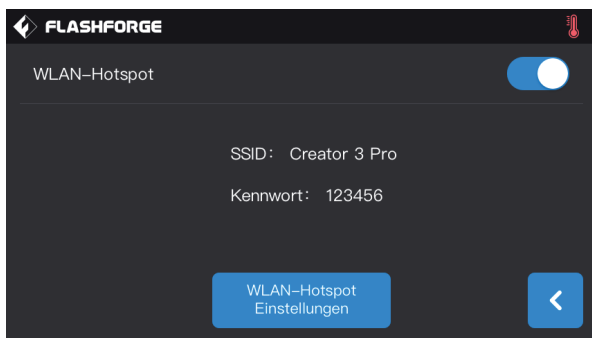 FLASHFORGE
WLAN-Hotspot
SSID: Creator 3 Pro
Kennwort: 123456
WLAN-Hotspot
Einstellungen